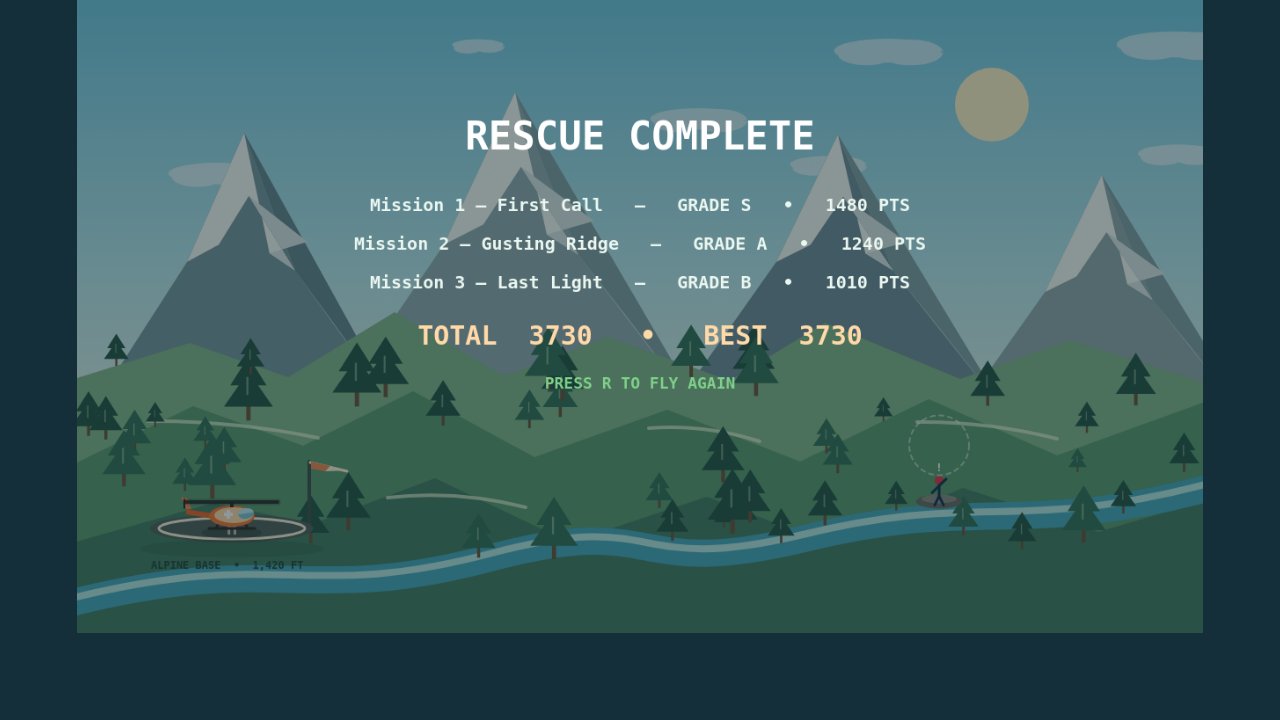 RESCUE COMPLETE
Mission 1 — First Call — GRADE S • 1480 PTS
Mission 2 — Gusting Ridge — GRADE A • 1240 PTS
Mission 3 — Last Light — GRADE B • 1010 PTS
TOTAL 3730 • BEST 3730
PRESS R TO FLY AGAIN
!
ALPINE BASE • 1,420 FT